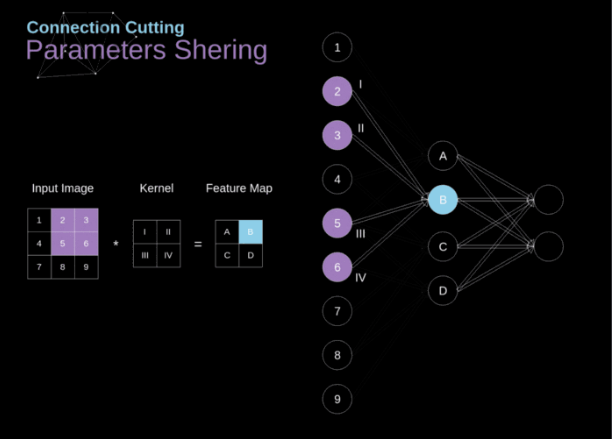 Connection Cutting
Parameters Shering
Input Image
Kernel
Feature Map
1 2 3
4 5 6
7 8 9
*
I II
III IV
=
A B
C D
1
2
I
3
II
4
5
III
6
IV
7
8
9
A
B
C
D